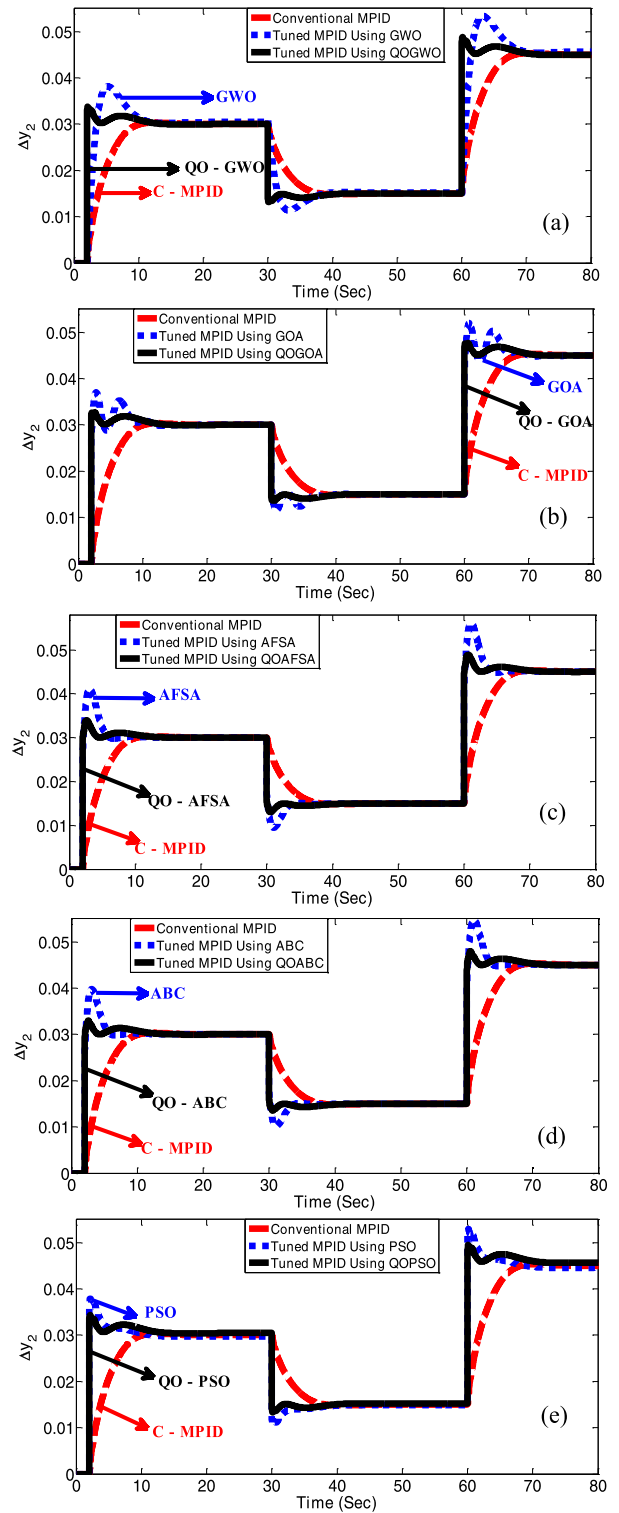 Conventional MPID
Tuned MPID Using GWO
Tuned MPID Using QOGWO
0.05
0.04
0.03
0.02
0.01
0
Δy2
GWO
QO - GWO
C - MPID
(a)
0 10 20 30 40 50 60 70 80
Time (Sec)
Conventional MPID
Tuned MPID Using GOA
Tuned MPID Using QOGOA
0.05
0.04
0.03
0.02
0.01
0
Δy2
GOA
QO - GOA
C - MPID
(b)
0 10 20 30 40 50 60 70 80
Time (Sec)
Conventional MPID
Tuned MPID Using AFSA
Tuned MPID Using QOAFSA
0.05
0.04
0.03
0.02
0.01
0
Δy2
AFSA
QO - AFSA
C - MPID
(c)
0 10 20 30 40 50 60 70 80
Time (Sec)
Conventional MPID
Tuned MPID Using ABC
Tuned MPID Using QOABC
0.05
0.04
0.03
0.02
0.01
0
Δy2
ABC
QO - ABC
C - MPID
(d)
0 10 20 30 40 50 60 70 80
Time (Sec)
Conventional MPID
Tuned MPID Using PSO
Tuned MPID Using QOPSO
0.05
0.04
0.03
0.02
0.01
0
Δy2
PSO
QO - PSO
C - MPID
(e)
0 10 20 30 40 50 60 70 80
Time (Sec)